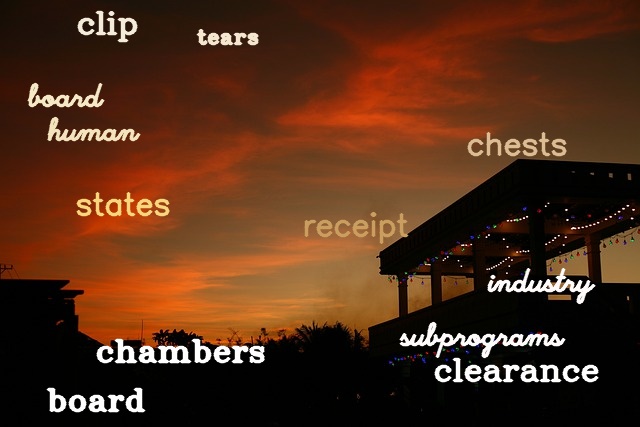 clip
tears
board
human
chests
states
receipt
industry
subprograms
chambers
clearance
board